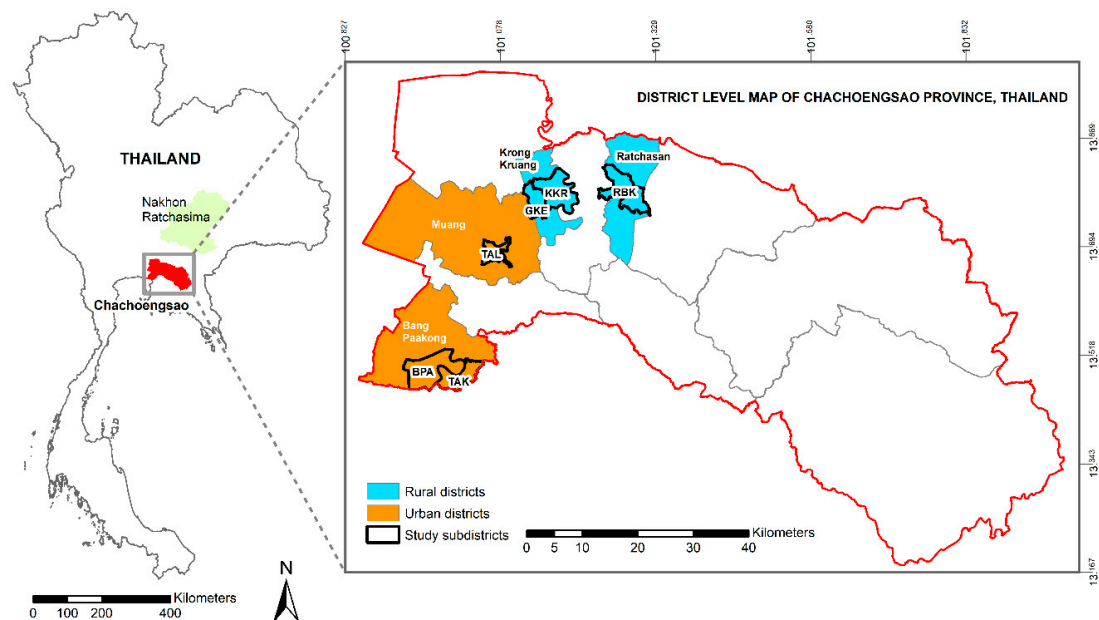 THAILAND
Nakhon
Ratchasima
Chachoengsao
Kilometers
0 100 200 400
N
100.827
101.078
101.329
101.580
101.832
DISTRICT LEVEL MAP OF CHACHOENGSAO PROVINCE, THAILAND
Krong
Kruang
Ratchasan
KKR
RBK
GKE
Muang
TAL
Bang
Paakong
BPA
TAK
Rural districts
Urban districts
Study subdistricts
Kilometers
0 5 10 20 30 40
13.869
13.694
13.518
13.343
13.167